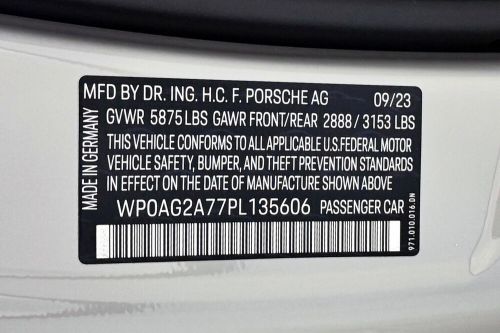 MFD BY DR. ING. H.C. F. PORSCHE AG 09/23
GVWR 5875 LBS GAWR FRONT/REAR 2888 / 3153 LBS
THIS VEHICLE CONFORMS TO ALL APPLICABLE U.S.FEDERAL MOTOR
VEHICLE SAFETY, BUMPER, AND THEFT PREVENTION STANDARDS
IN EFFECT ON THE DATE OF MANUFACTURE SHOWN ABOVE.
WP0AG2A77PL135606 PASSENGER CAR
MADE IN GERMANY
971.010.016.DN